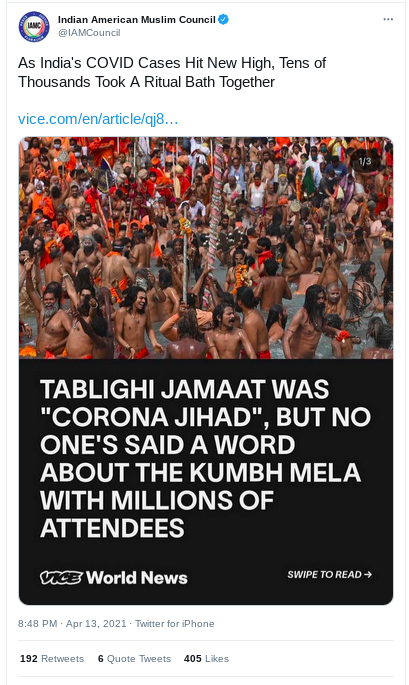 Indian American Muslim Council
@IAMCouncil
As India's COVID Cases Hit New High, Tens of
Thousands Took A Ritual Bath Together
vice.com/en/article/qj8…
1/3
TABLIGHI JAMAAT WAS
"CORONA JIHAD", BUT NO
ONE'S SAID A WORD
ABOUT THE KUMBH MELA
WITH MILLIONS OF
ATTENDEES
VICE World News
SWIPE TO READ →
8:48 PM · Apr 13, 2021 · Twitter for iPhone
192 Retweets 6 Quote Tweets 405 Likes